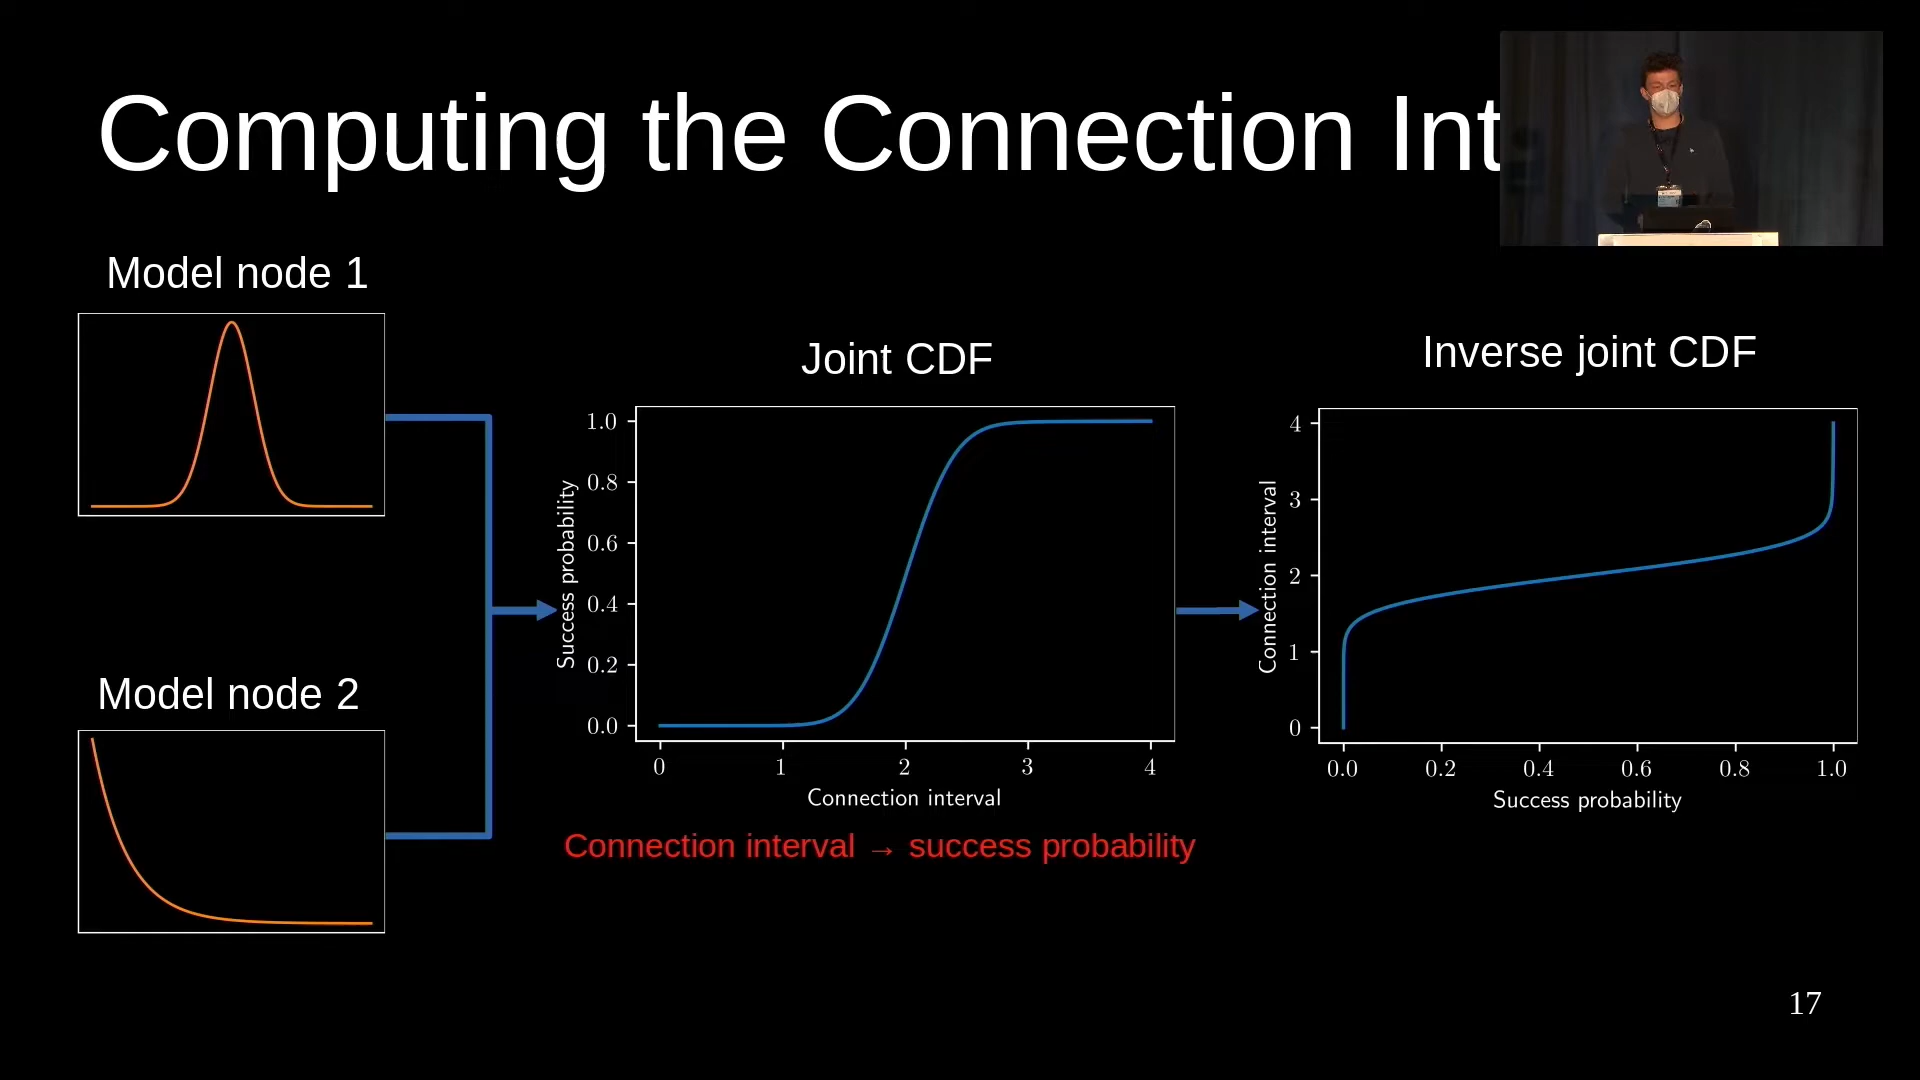 Computing the Connection Int
Model node 1
Joint CDF
Inverse joint CDF
1.0
0.8
0.6
0.4
0.2
0.0
Success probability
0 1 2 3 4
Connection interval
4
3
2
1
0
Connection interval
0.0 0.2 0.4 0.6 0.8 1.0
Success probability
Model node 2
Connection interval → success probability
17